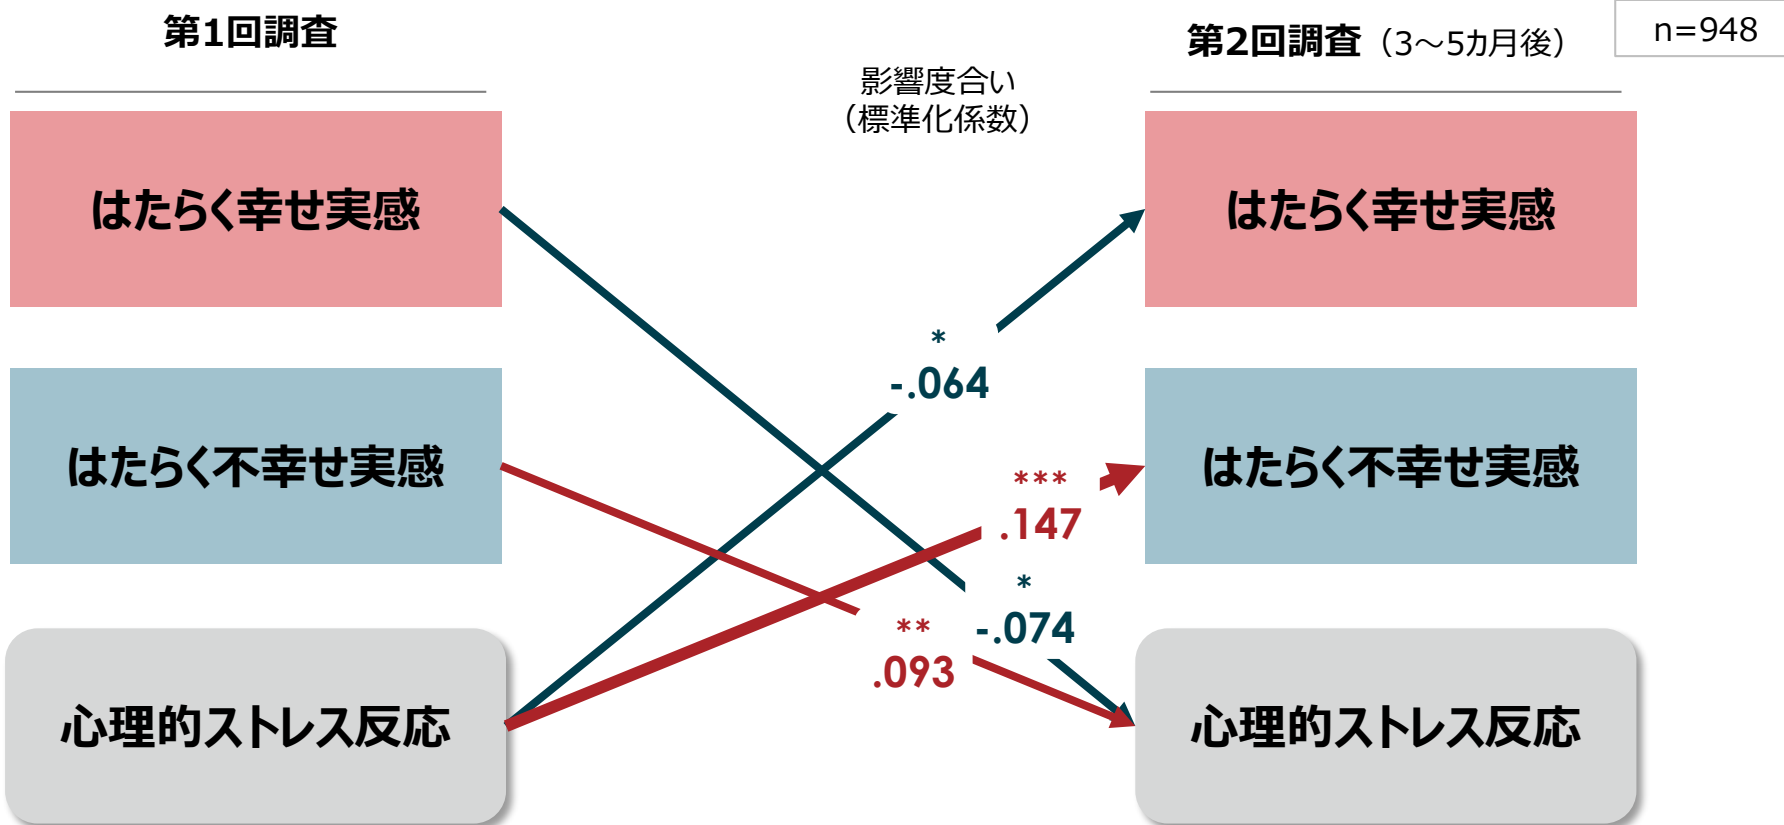 第1回調査
第2回調査（3～5カ月後）
n=948
影響度合い
（標準化係数）
はたらく幸せ実感
はたらく幸せ実感
*
-.064
はたらく不幸せ実感
はたらく不幸せ実感
***
.147
*
-.074
**
.093
心理的ストレス反応
心理的ストレス反応